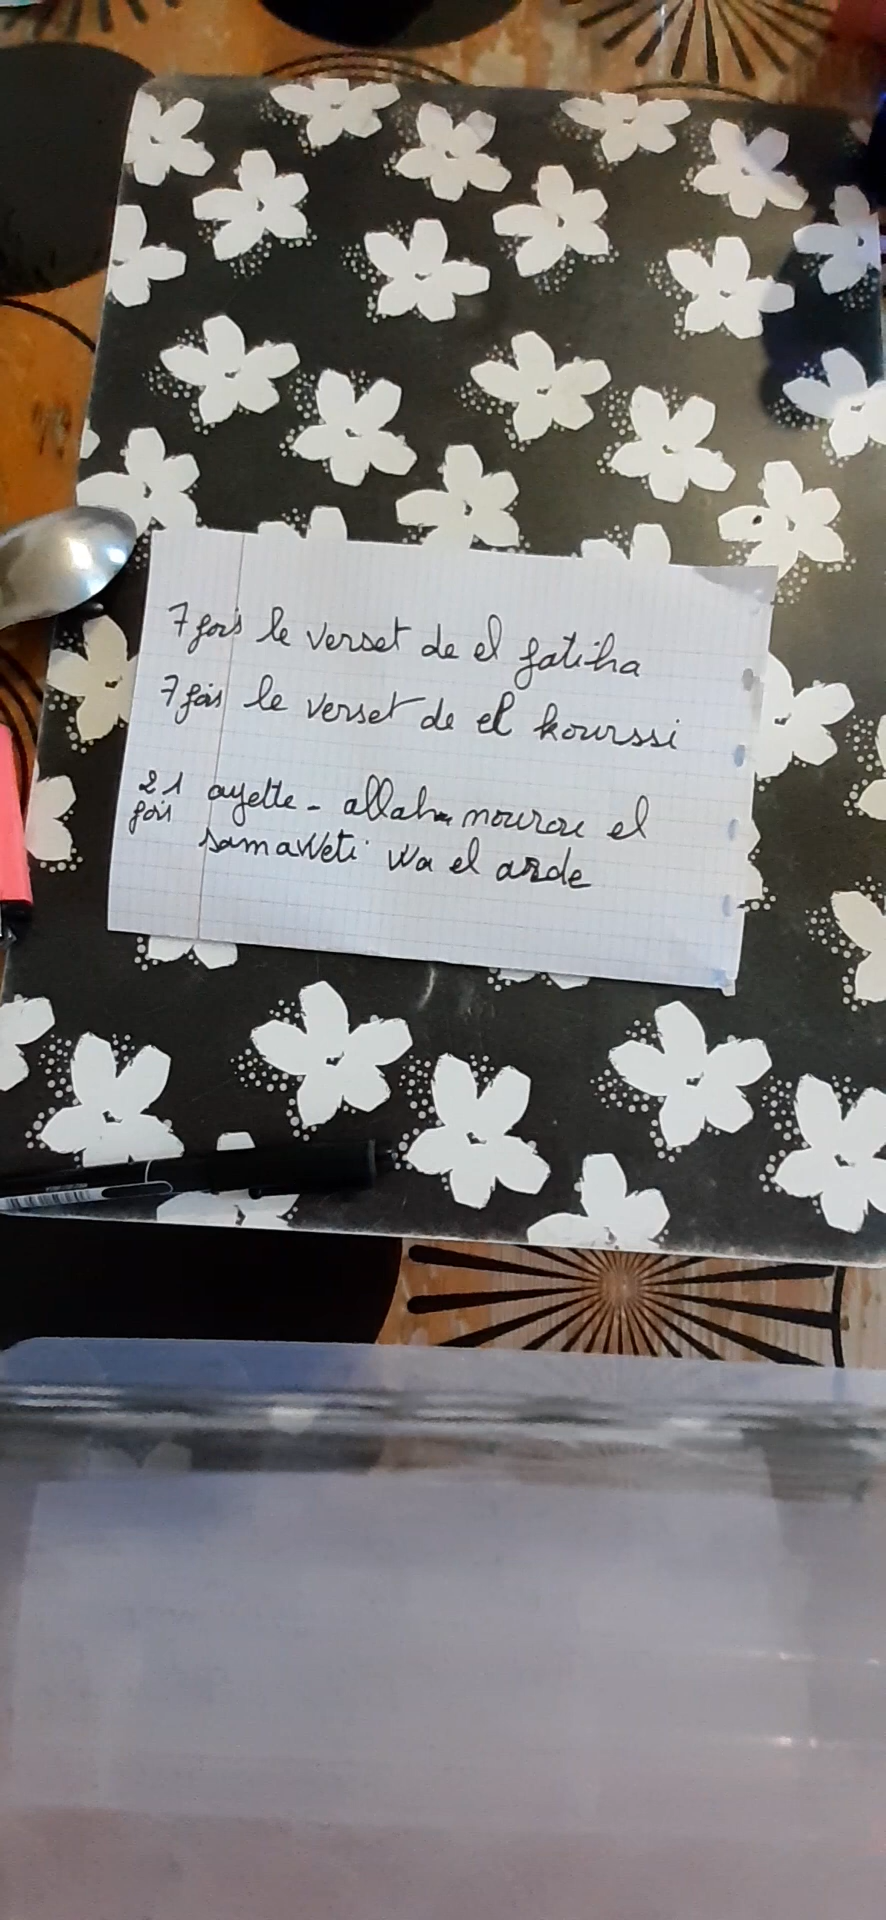 7 fois le verset de el fatiha
7 fois le verset de el kourssi
21 fois ayette - allahu nourou el
samaWeti wa el arde